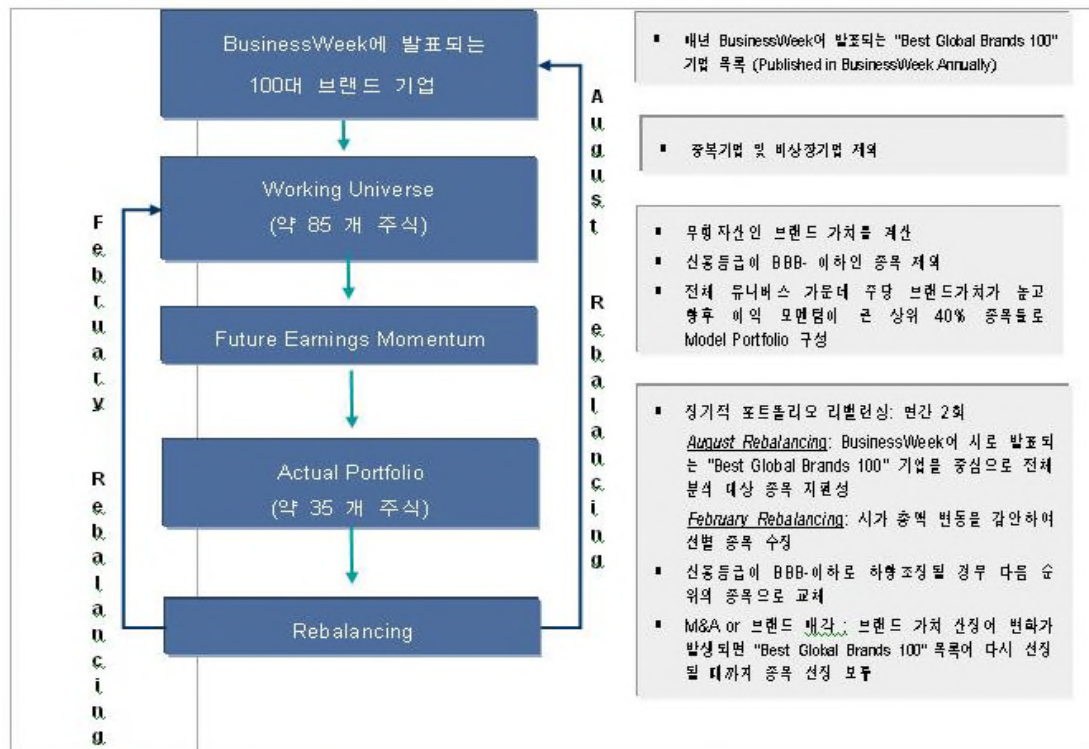 BusinessWeek에 발표되는
100대 브랜드 기업
Working Universe
(약 85 개 주식)
Future Earnings Momentum
Actual Portfolio
(약 35 개 주식)
Rebalancing
February Rebalancing
August Rebalancing
▪ 매년 BusinessWeek에 발표되는 "Best Global Brands 100"
기업 목록 (Published in BusinessWeek Annually)
▪ 중복기업 및 비상장기업 제외
▪ 무형자산인 브랜드 가치를 계산
▪ 신용등급이 BBB- 이하인 종목 제외
▪ 전체 유니버스 가운데 주당 브랜드가치가 높고
향후 이익 모멘텀이 큰 상위 40% 종목들로
Model Portfolio 구성
▪ 정기적 포트폴리오 리밸런싱: 연간 2회
August Rebalancing: BusinessWeek에 새로 발표되
는 "Best Global Brands 100" 기업을 중심으로 전체
분석 대상 종목 재편성
February Rebalancing: 시가 총액 변동을 감안하여
선별 종목 수정
▪ 신용등급이 BBB-이하로 하향조정될 경우 다음 순
위의 종목으로 교체
▪ M&A or 브랜드 매각 : 브랜드 가치 산정에 변화가
발생되면 "Best Global Brands 100" 목록에 다시 선정
될 때까지 종목 선정 보류